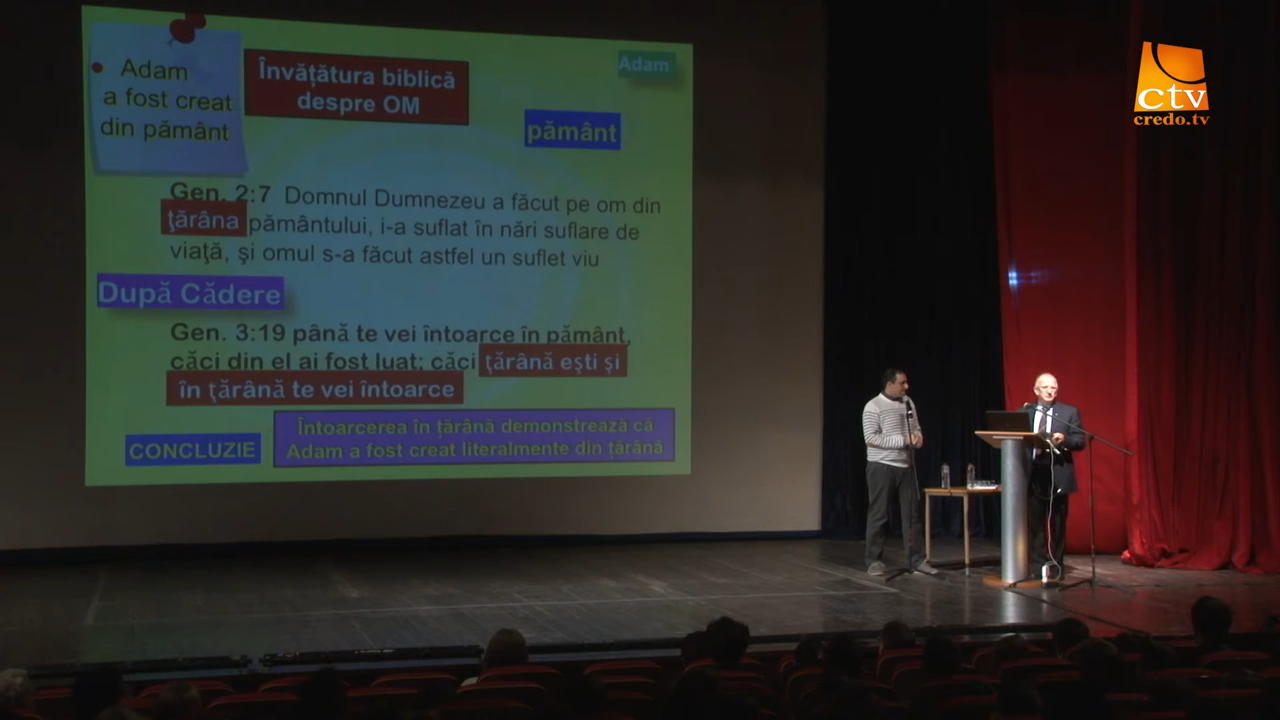 Adam
a fost creat
din pământ
Învățătura biblică
despre OM
Adam
pământ
Gen. 2:7 Domnul Dumnezeu a făcut pe om din
ţărâna pământului, i-a suflat în nări suflare de
viaţă, şi omul s-a făcut astfel un suflet viu
După Cădere
Gen. 3:19 până te vei întoarce în pământ,
căci din el ai fost luat; căci ţărână eşti şi
în ţărână te vei întoarce
CONCLUZIE
Întoarcerea în țărână demonstrează că
Adam a fost creat literalmente din țărână
ctv
credo.tv